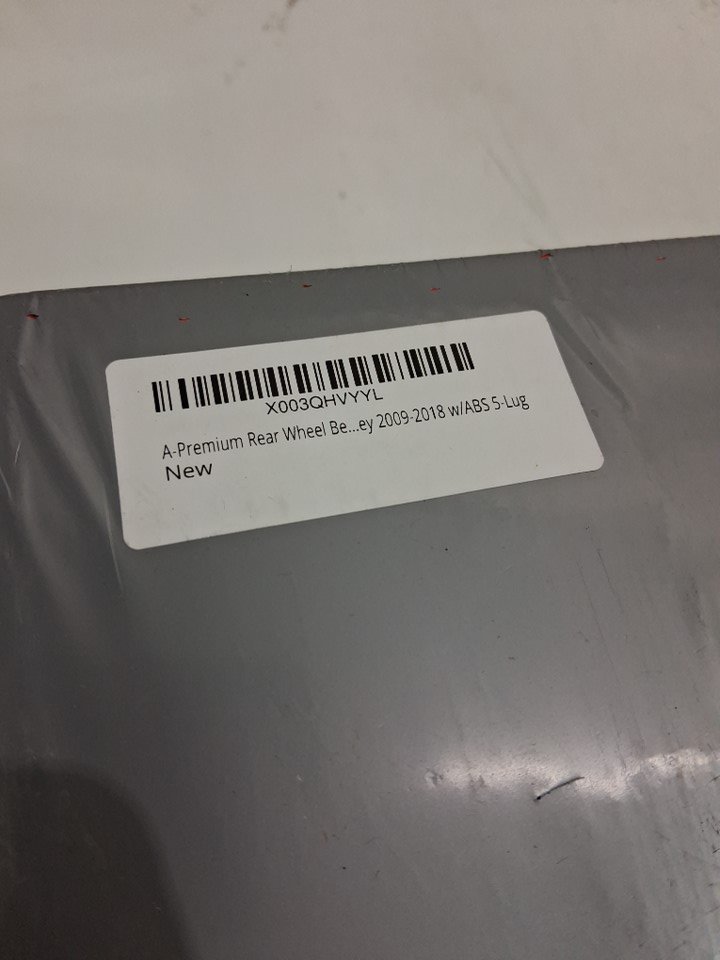 X003QHVYYL
A-Premium Rear Wheel Be...ey 2009-2018 w/ABS 5-Lug
New